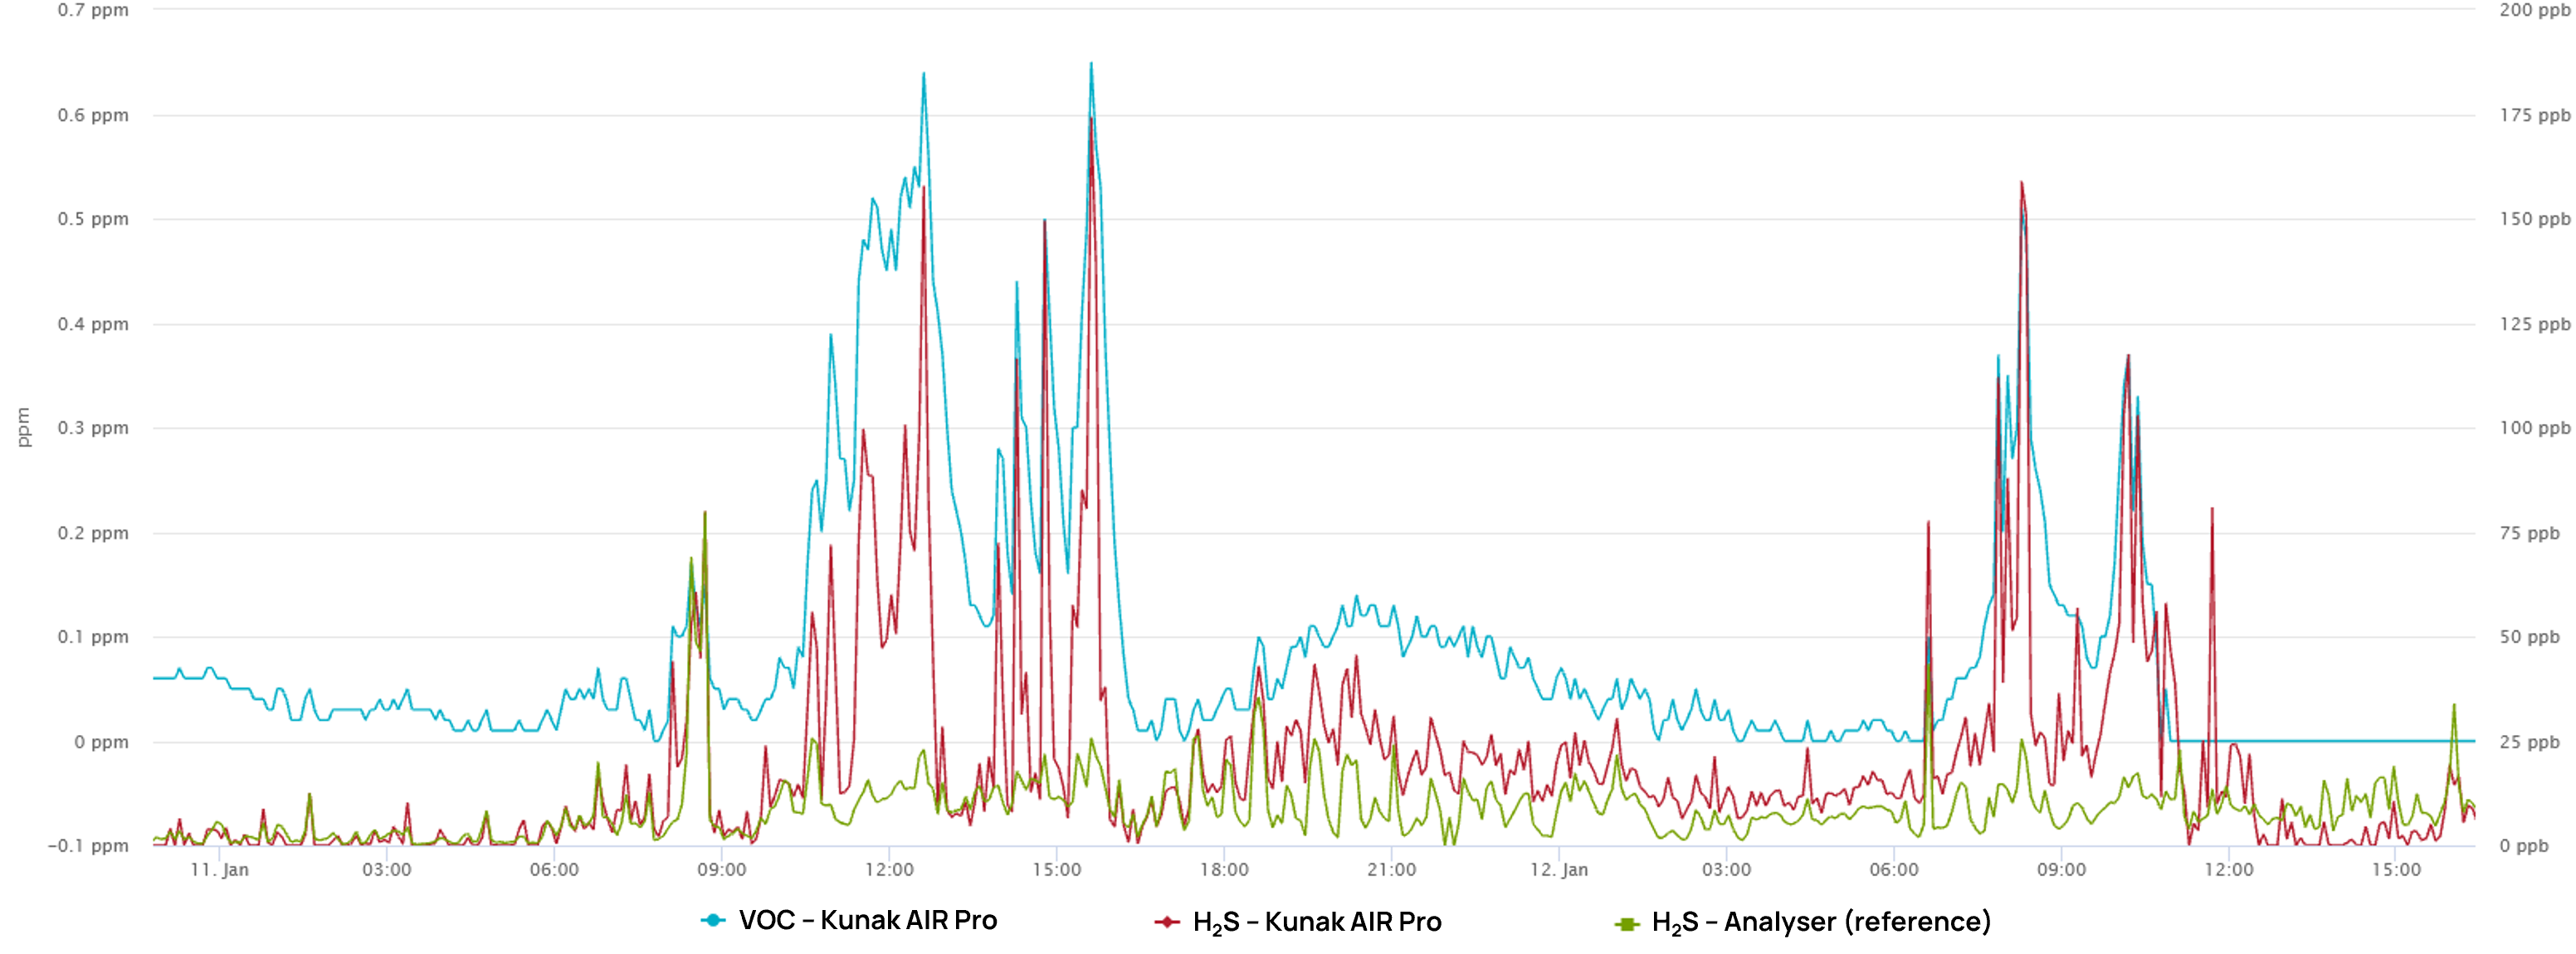 0.7 ppm
200 ppb
0.6 ppm
175 ppb
0.5 ppm
150 ppb
0.4 ppm
125 ppb
ppm
0.3 ppm
100 ppb
0.2 ppm
75 ppb
0.1 ppm
50 ppb
0 ppm
25 ppb
−0.1 ppm
0 ppb
11. Jan 03:00 06:00 09:00 12:00 15:00 18:00 21:00 12. Jan 03:00 06:00 09:00 12:00 15:00
VOC – Kunak AIR Pro
H₂S – Kunak AIR Pro
H₂S – Analyser (reference)